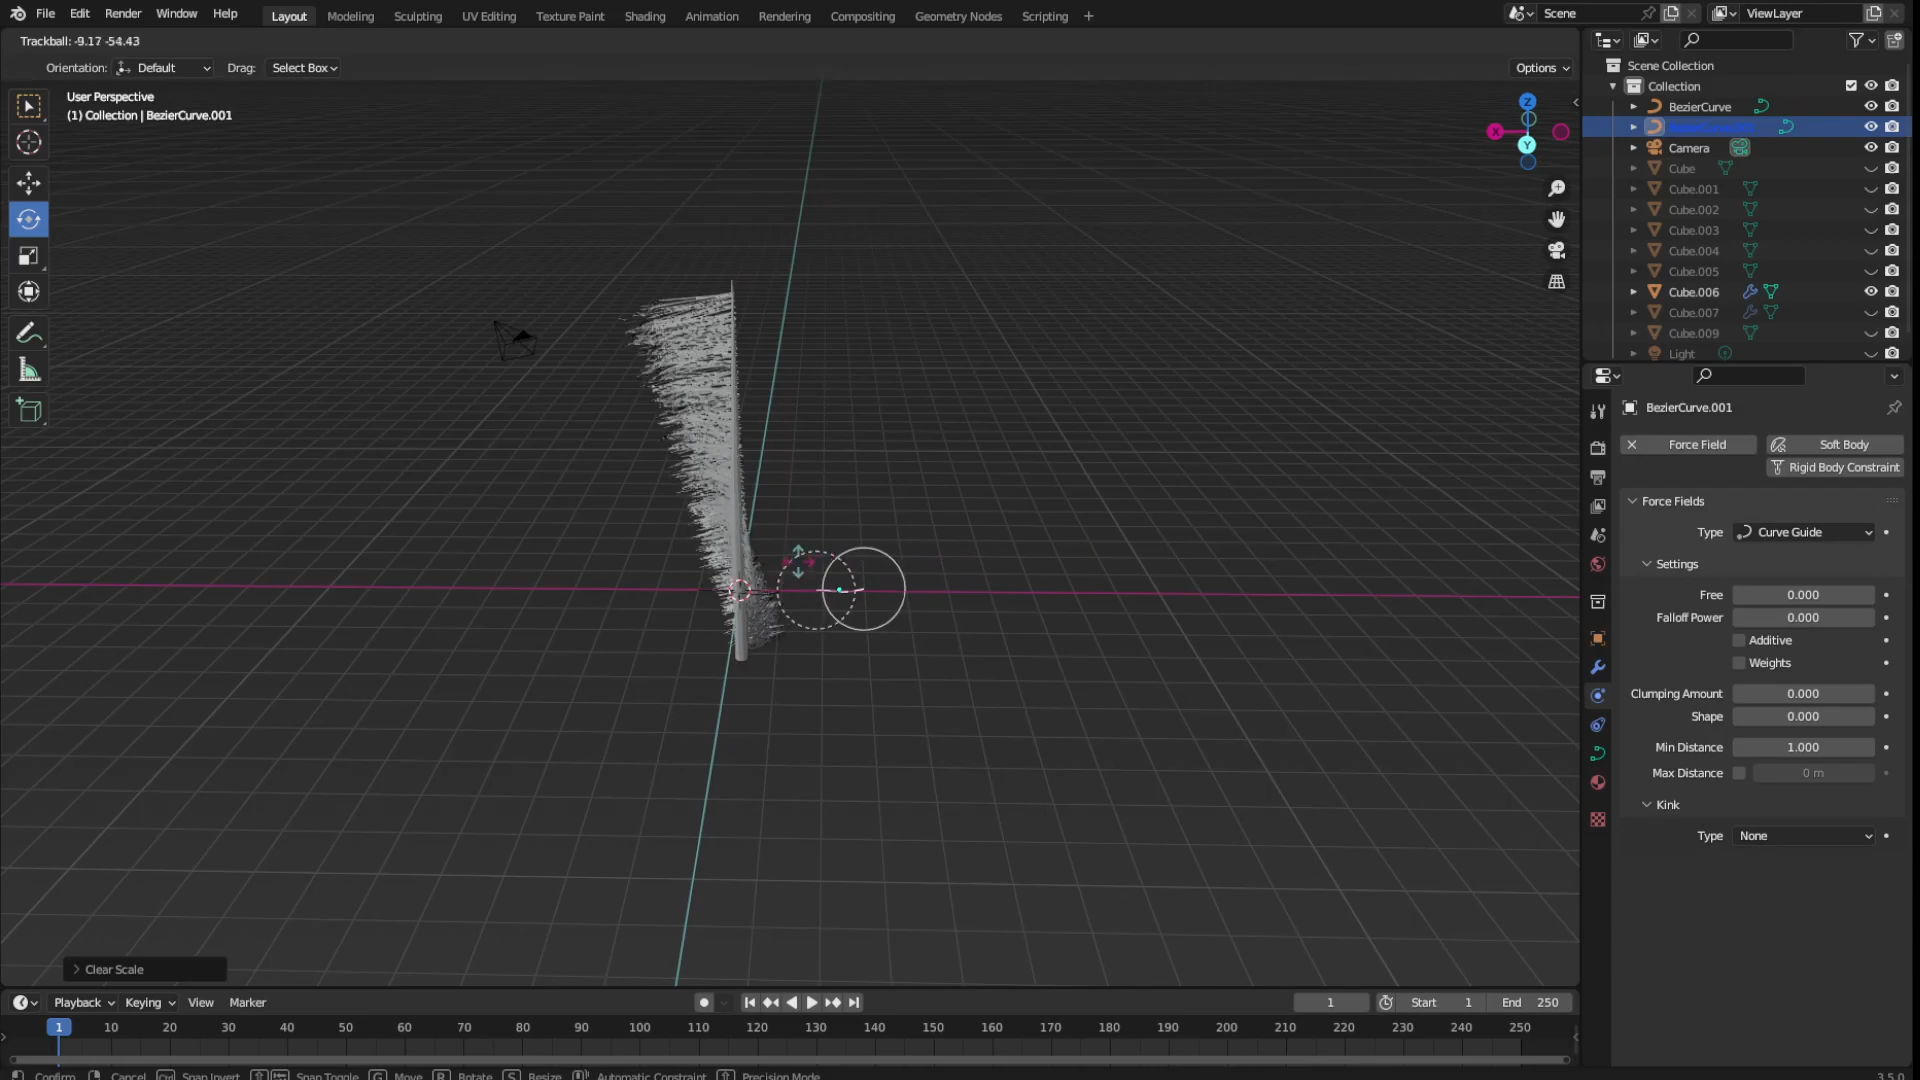 File Edit Render Window Help Layout Modeling Sculpting UV Editing Texture Paint Shading Animation Rendering Compositing Geometry Nodes Scripting + Scene ViewLayer
Trackball: -9.17 -54.43
Orientation: Default Drag: Select Box Options
User Perspective
(1) Collection | BezierCurve.001
Z
X
Y
Scene Collection
Collection
BezierCurve
Camera
Cube
Cube.001
Cube.002
Cube.003
Cube.004
Cube.005
Cube.006
Cube.007
Cube.009
Light
BezierCurve.001
Force Field Soft Body
Rigid Body Constraint
Force Fields
Type Curve Guide
Settings
Free 0.000
Falloff Power 0.000
Additive
Weights
Clumping Amount 0.000
Shape 0.000
Min Distance 1.000
Max Distance 0 m
Kink
Type None
Clear Scale
Playback Keying View Marker 1 Start 1 End 250
1 10 20 30 40 50 60 70 80 90 100 110 120 130 140 150 160 170 180 190 200 210 220 230 240 250
Confirm Cancel Ctrl Snap Invert Snap Toggle G Move R Rotate S Resize Automatic Constraint Precision Mode 3.5.0